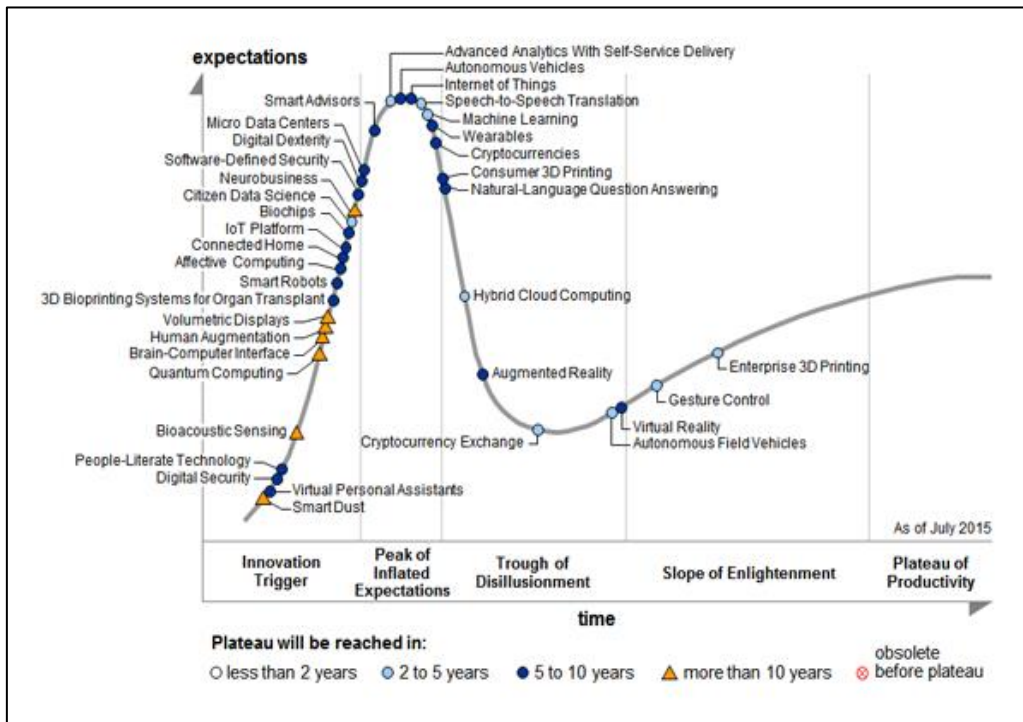 expectations
Advanced Analytics With Self-Service Delivery
Autonomous Vehicles
Internet of Things
Smart Advisors
Speech-to-Speech Translation
Micro Data Centers
Machine Learning
Digital Dexterity
Wearables
Software-Defined Security
Cryptocurrencies
Neurobusiness
Consumer 3D Printing
Citizen Data Science
Natural-Language Question Answering
Biochips
IoT Platform
Connected Home
Affective Computing
Smart Robots
3D Bioprinting Systems for Organ Transplant
Hybrid Cloud Computing
Volumetric Displays
Human Augmentation
Brain-Computer Interface
Quantum Computing
Augmented Reality
Enterprise 3D Printing
Gesture Control
Bioacoustic Sensing
Virtual Reality
Cryptocurrency Exchange
Autonomous Field Vehicles
People-Literate Technology
Digital Security
Virtual Personal Assistants
Smart Dust
As of July 2015
Innovation
Trigger
Peak of
Inflated
Expectations
Trough of
Disillusionment
Slope of Enlightenment
Plateau of
Productivity
time
Plateau will be reached in:
less than 2 years
2 to 5 years
5 to 10 years
more than 10 years
obsolete
before plateau